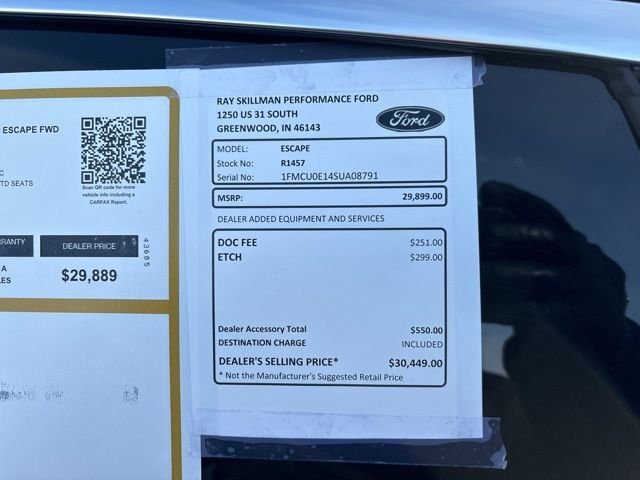 ESCAPE FWD
C
TD SEATS
Scan QR code for more
vehicle info including a
CARFAX Report.
DEALER PRICE
43685
A
$29,889
RAY SKILLMAN PERFORMANCE FORD
1250 US 31 SOUTH
GREENWOOD, IN 46143
Ford
MODEL: ESCAPE
Stock No: R1457
Serial No: 1FMCU0E14SUA08791
MSRP: 29,899.00
DEALER ADDED EQUIPMENT AND SERVICES
DOC FEE $251.00
ETCH $299.00
Dealer Accessory Total $550.00
DESTINATION CHARGE INCLUDED
DEALER'S SELLING PRICE* $30,449.00
* Not the Manufacturer's Suggested Retail Price